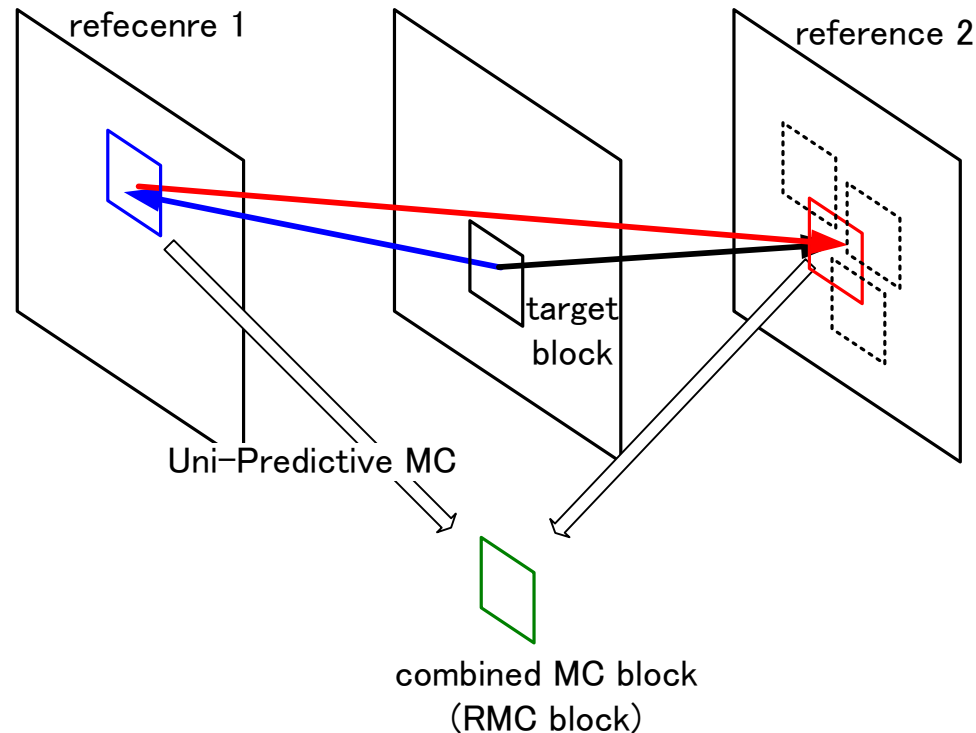 refecenre 1
reference 2
target
block
Uni-Predictive MC
combined MC block
(RMC block)